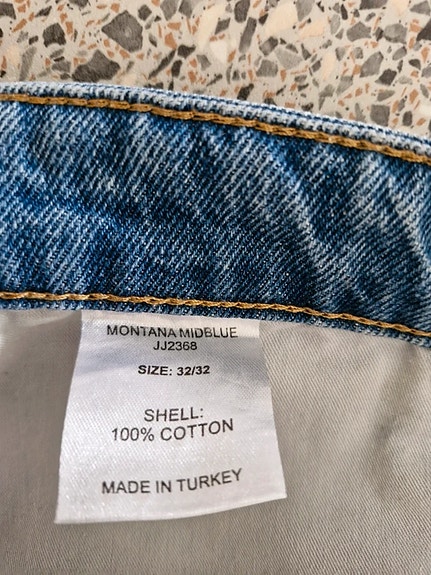 MONTANA MIDBLUE
JJ2368
SIZE: 32/32
SHELL:
100% COTTON
MADE IN TURKEY